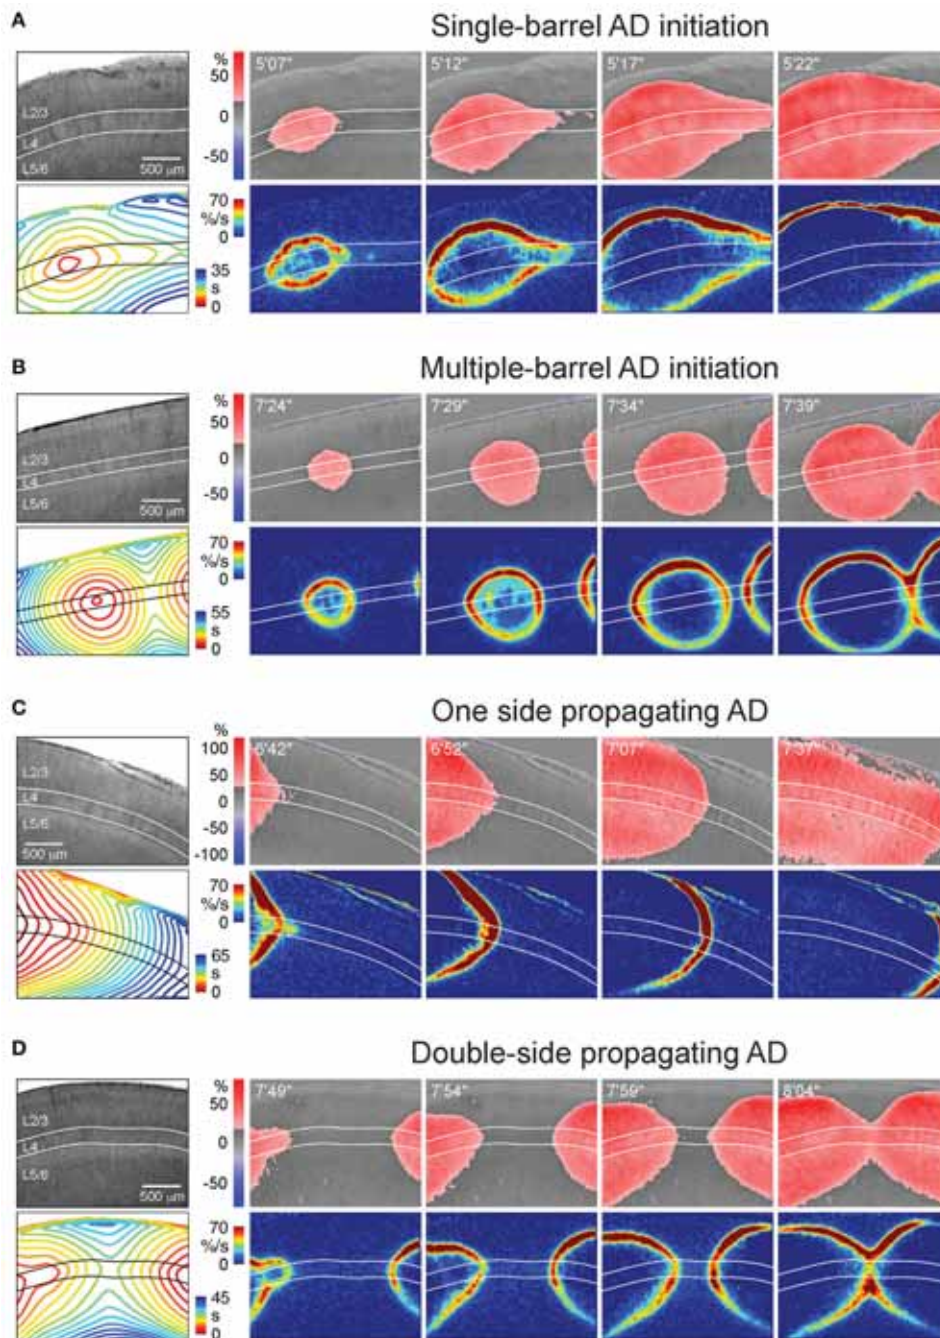 A
Single-barrel AD initiation
%
50
0
-50
L2/3
L4
L5/6
500 µm
5'07"
5'12"
5'17"
5'22"
70
%/s
0
35
s
0
B
Multiple-barrel AD initiation
%
50
0
-50
L2/3
L4
L5/6
500 µm
7'24"
7'29"
7'34"
7'39"
70
%/s
0
55
s
0
C
One side propagating AD
%
100
50
0
-50
-100
L2/3
L4
L5/6
500 µm
6'42"
6'52"
7'07"
7'37"
70
%/s
0
65
s
0
D
Double-side propagating AD
%
50
0
-50
L2/3
L4
L5/6
500 µm
7'49"
7'54"
7'59"
8'04"
70
%/s
0
45
s
0